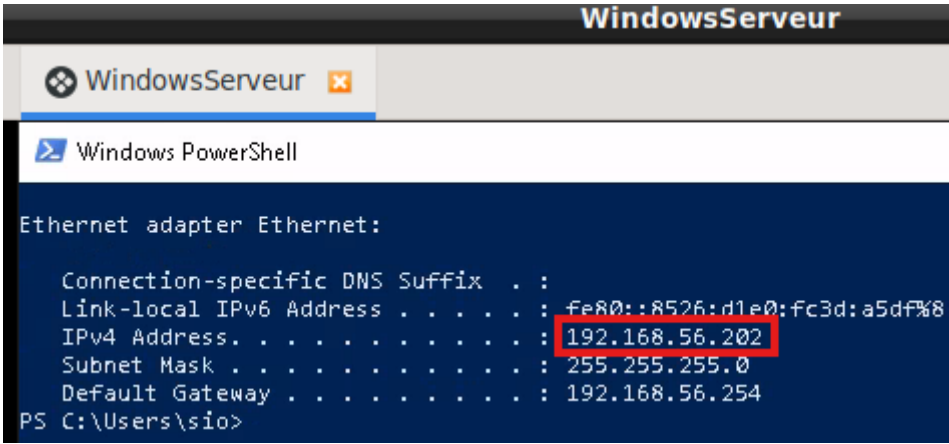 WindowsServeur
WindowsServeur
Windows PowerShell
Ethernet adapter Ethernet:
Connection-specific DNS Suffix . :
Link-local IPv6 Address . . . . . : fe80::8526:d1e0:fc3d:a5df%8
IPv4 Address. . . . . . . . . . . : 192.168.56.202
Subnet Mask . . . . . . . . . . . : 255.255.255.0
Default Gateway . . . . . . . . . : 192.168.56.254
PS C:\Users\sio>